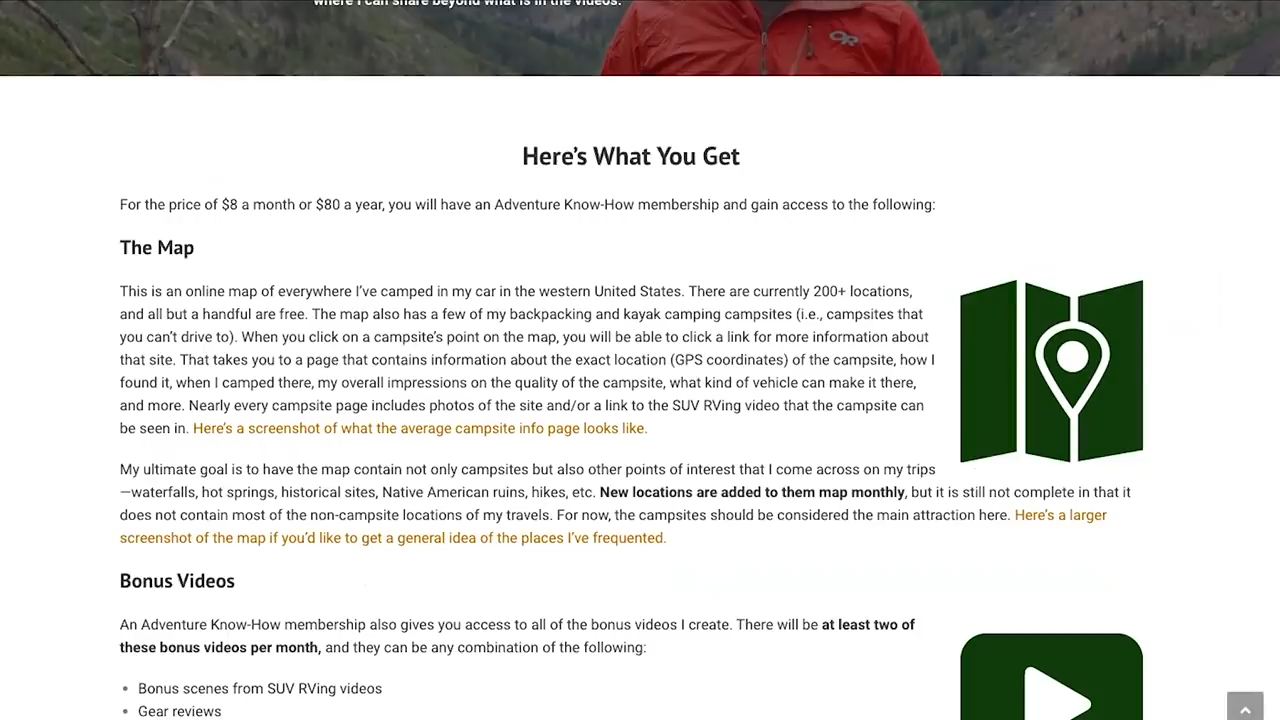 where I can share beyond what is in the videos.
OR
Here's What You Get
For the price of $8 a month or $80 a year, you will have an Adventure Know-How membership and gain access to the following:
The Map
This is an online map of everywhere I've camped in my car in the western United States. There are currently 200+ locations,
and all but a handful are free. The map also has a few of my backpacking and kayak camping campsites (i.e., campsites that
you can't drive to). When you click on a campsite's point on the map, you will be able to click a link for more information about
that site. That takes you to a page that contains information about the exact location (GPS coordinates) of the campsite, how I
found it, when I camped there, my overall impressions on the quality of the campsite, what kind of vehicle can make it there,
and more. Nearly every campsite page includes photos of the site and/or a link to the SUV RVing video that the campsite can
be seen in. Here's a screenshot of what the average campsite info page looks like.
My ultimate goal is to have the map contain not only campsites but also other points of interest that I come across on my trips
—waterfalls, hot springs, historical sites, Native American ruins, hikes, etc. New locations are added to them map monthly, but it is still not complete in that it
does not contain most of the non-campsite locations of my travels. For now, the campsites should be considered the main attraction here. Here's a larger
screenshot of the map if you'd like to get a general idea of the places I've frequented.
Bonus Videos
An Adventure Know-How membership also gives you access to all of the bonus videos I create. There will be at least two of
these bonus videos per month, and they can be any combination of the following:
• Bonus scenes from SUV RVing videos
• Gear reviews